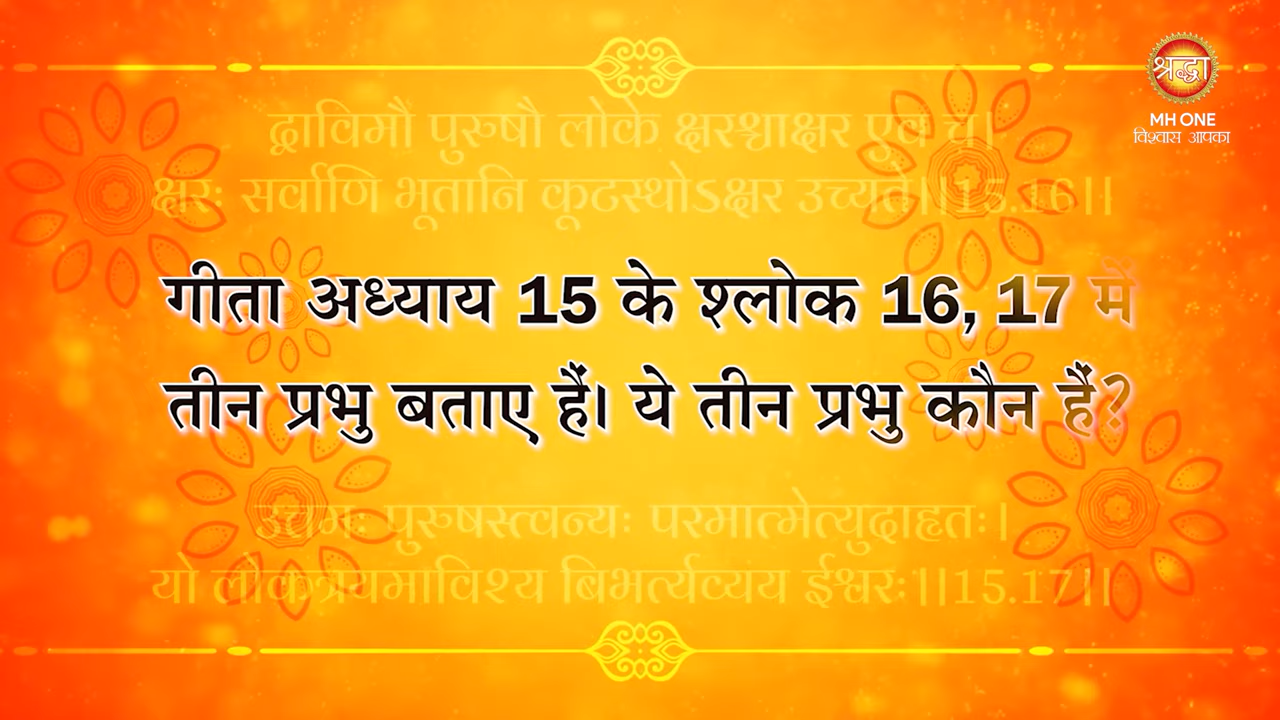 श्रद्धा
MH ONE
विश्वास आपका
द्वाविमौ पुरुषौ लोके क्षरश्चाक्षर एव च।
क्षरः सर्वाणि भूतानि कूटस्थोऽक्षर उच्यते।।15.16।।
गीता अध्याय 15 के श्लोक 16, 17 में
तीन प्रभु बताए हैं। ये तीन प्रभु कौन हैं?
उत्तमः पुरुषस्त्वन्यः परमात्मेत्युदाहृतः।
यो लोकत्रयमाविश्य बिभर्त्यव्यय ईश्वरः।।15.17।।